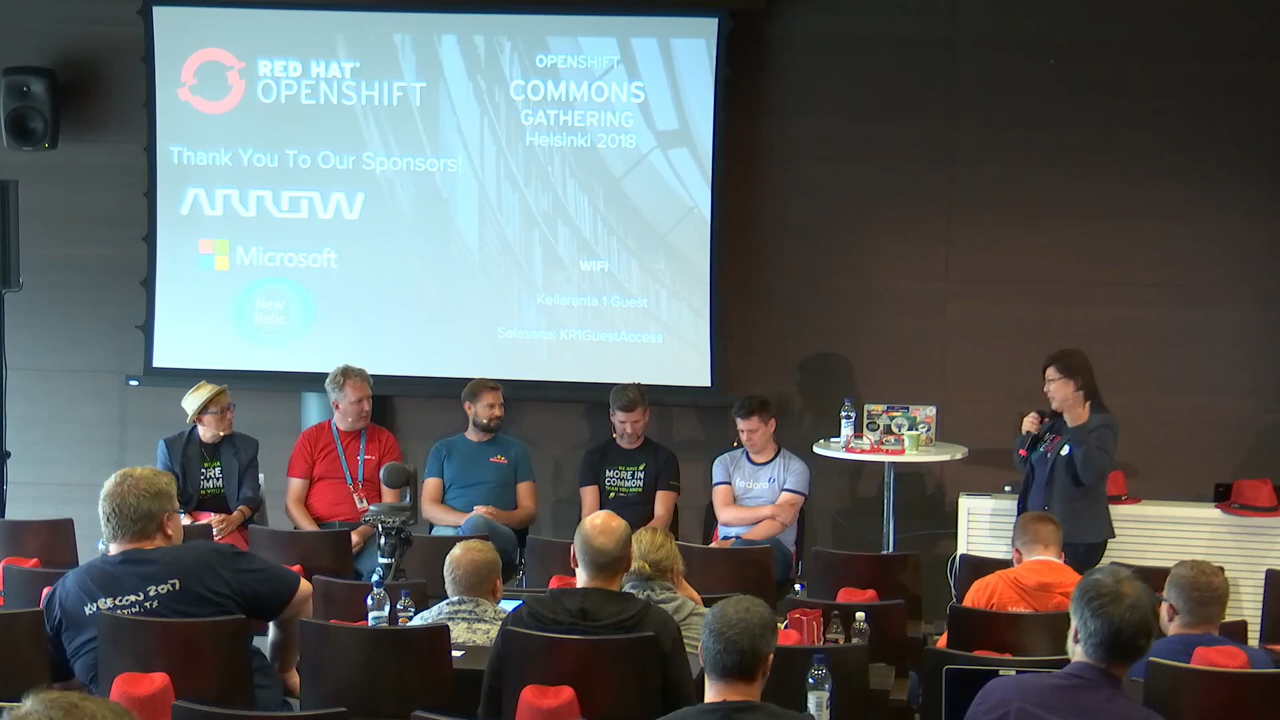 RED HAT®
OPENSHIFT
OPENSHIFT
COMMONS
GATHERING
Helsinki 2018
Thank You To Our Sponsors!
ARROW
Microsoft
New
Relic
WIFI
Keilaranta 1 Guest
Salasana: KR1GuestAccess
WE HAVE
MORE IN
COMMON
THAN YOU KNOW
fedora
KUBECON 2017